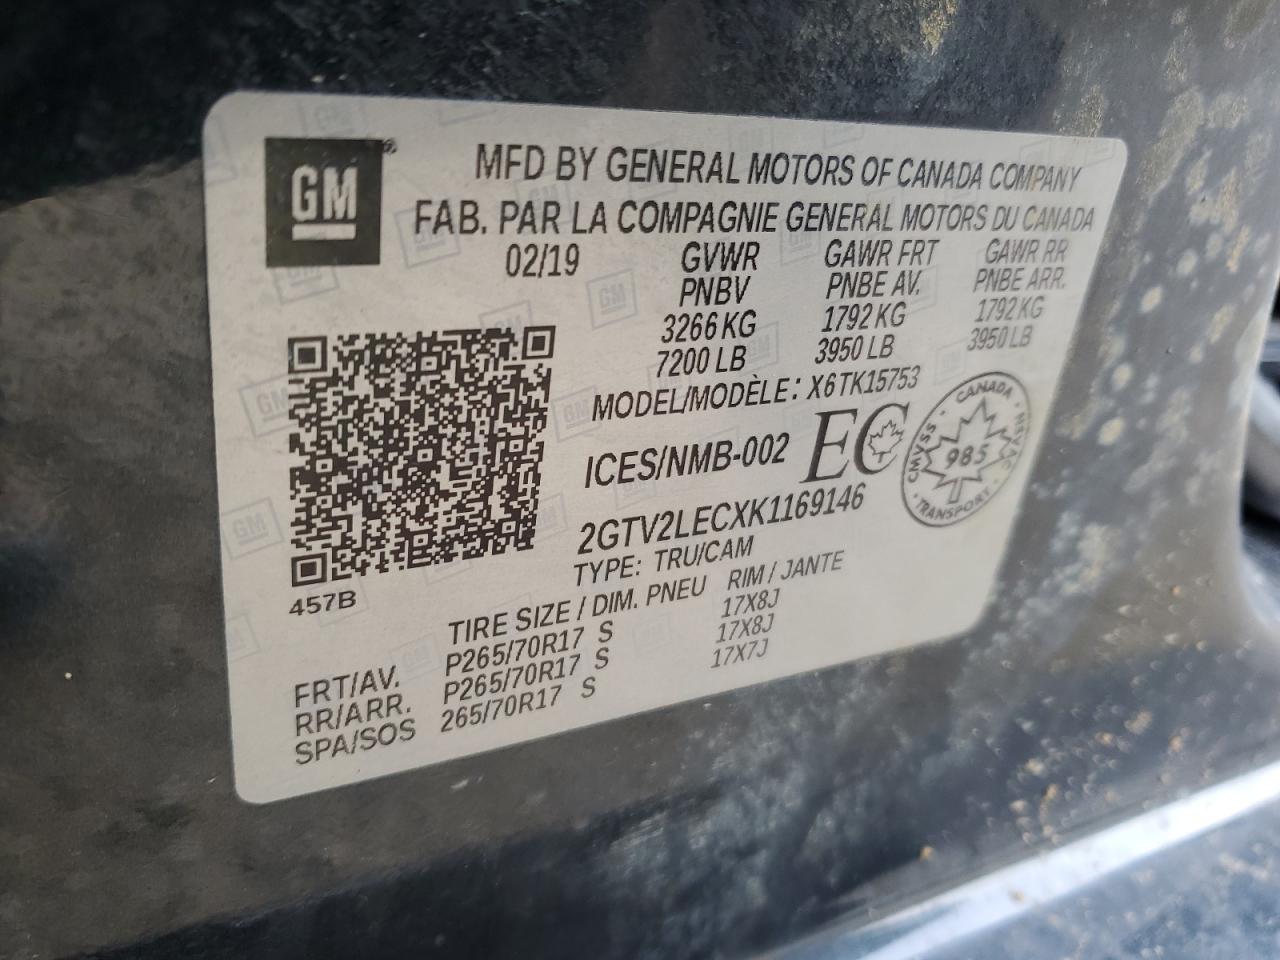 GM
MFD BY GENERAL MOTORS OF CANADA COMPANY
FAB. PAR LA COMPAGNIE GENERAL MOTORS DU CANADA
02/19 GVWR GAWR FRT GAWR RR
PNBV PNBE AV. PNBE ARR.
3266 KG 1792 KG 1792 KG
7200 LB 3950 LB 3950 LB
MODEL/MODÈLE: X6TK15753
ICES/NMB-002 EC
CANADA · NSVAC · TRANSPORT · CMVSS · 985
2GTV2LECXK1169146
TYPE: TRU/CAM
457B
TIRE SIZE / DIM. PNEU RIM / JANTE
FRT/AV. P265/70R17 S 17X8J
RR/ARR. P265/70R17 S 17X8J
SPA/SOS 265/70R17 S 17X7J